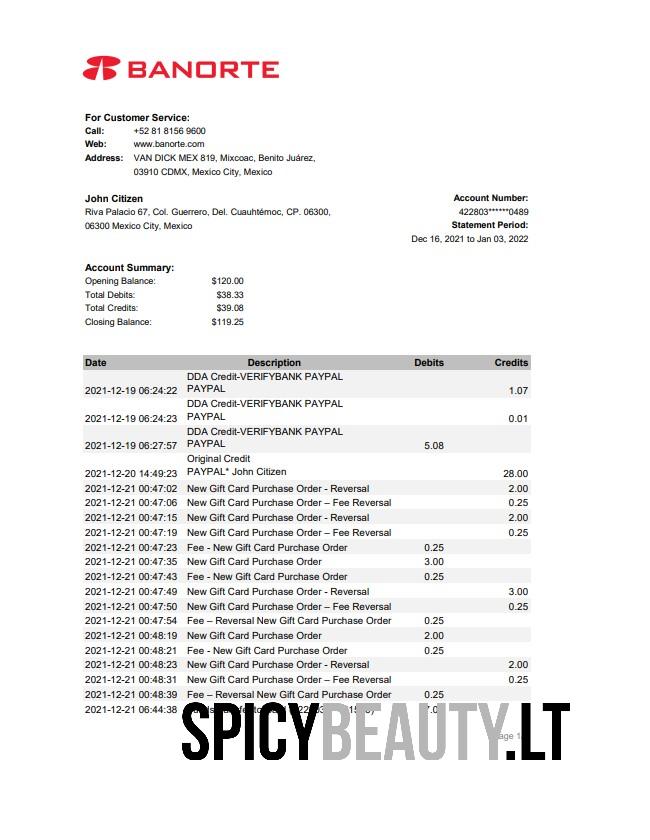 BANORTE
For Customer Service:
Call: +52 81 8156 9600
Web: www.banorte.com
Address: VAN DICK MEX 819, Mixcoac, Benito Juárez,
03910 CDMX, Mexico City, Mexico
John Citizen
Riva Palacio 67, Col. Guerrero, Del. Cuauhtémoc, CP. 06300,
06300 Mexico City, Mexico
Account Number:
422803******0489
Statement Period:
Dec 16, 2021 to Jan 03, 2022
Account Summary:
Opening Balance: $120.00
Total Debits: $38.33
Total Credits: $39.08
Closing Balance: $119.25
Date Description Debits Credits
DDA Credit-VERIFYBANK PAYPAL
2021-12-19 06:24:22 PAYPAL 1.07
DDA Credit-VERIFYBANK PAYPAL
2021-12-19 06:24:23 PAYPAL 0.01
DDA Credit-VERIFYBANK PAYPAL
2021-12-19 06:27:57 PAYPAL 5.08
Original Credit
2021-12-20 14:49:23 PAYPAL* John Citizen 28.00
2021-12-21 00:47:02 New Gift Card Purchase Order - Reversal 2.00
2021-12-21 00:47:06 New Gift Card Purchase Order – Fee Reversal 0.25
2021-12-21 00:47:15 New Gift Card Purchase Order - Reversal 2.00
2021-12-21 00:47:19 New Gift Card Purchase Order – Fee Reversal 0.25
2021-12-21 00:47:23 Fee - New Gift Card Purchase Order 0.25
2021-12-21 00:47:35 New Gift Card Purchase Order 3.00
2021-12-21 00:47:43 Fee - New Gift Card Purchase Order 0.25
2021-12-21 00:47:49 New Gift Card Purchase Order - Reversal 3.00
2021-12-21 00:47:50 New Gift Card Purchase Order – Fee Reversal 0.25
2021-12-21 00:47:54 Fee – Reversal New Gift Card Purchase Order 0.25
2021-12-21 00:48:19 New Gift Card Purchase Order 2.00
2021-12-21 00:48:21 Fee - New Gift Card Purchase Order 0.25
2021-12-21 00:48:23 New Gift Card Purchase Order - Reversal 2.00
2021-12-21 00:48:31 New Gift Card Purchase Order – Fee Reversal 0.25
2021-12-21 00:48:39 Fee – Reversal New Gift Card Purchase Order 0.25
2021-12-21 06:44:38
SPICYBEAUTY.LT